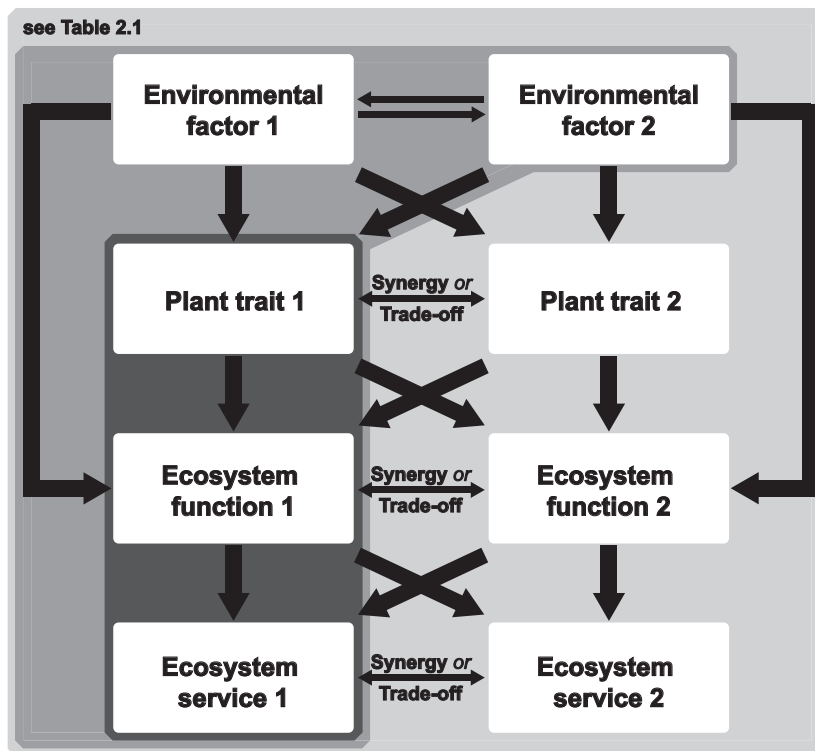 see Table 2.1
Environmental
factor 1
Environmental
factor 2
Plant trait 1
Synergy or
Trade-off
Plant trait 2
Ecosystem
function 1
Synergy or
Trade-off
Ecosystem
function 2
Ecosystem
service 1
Synergy or
Trade-off
Ecosystem
service 2